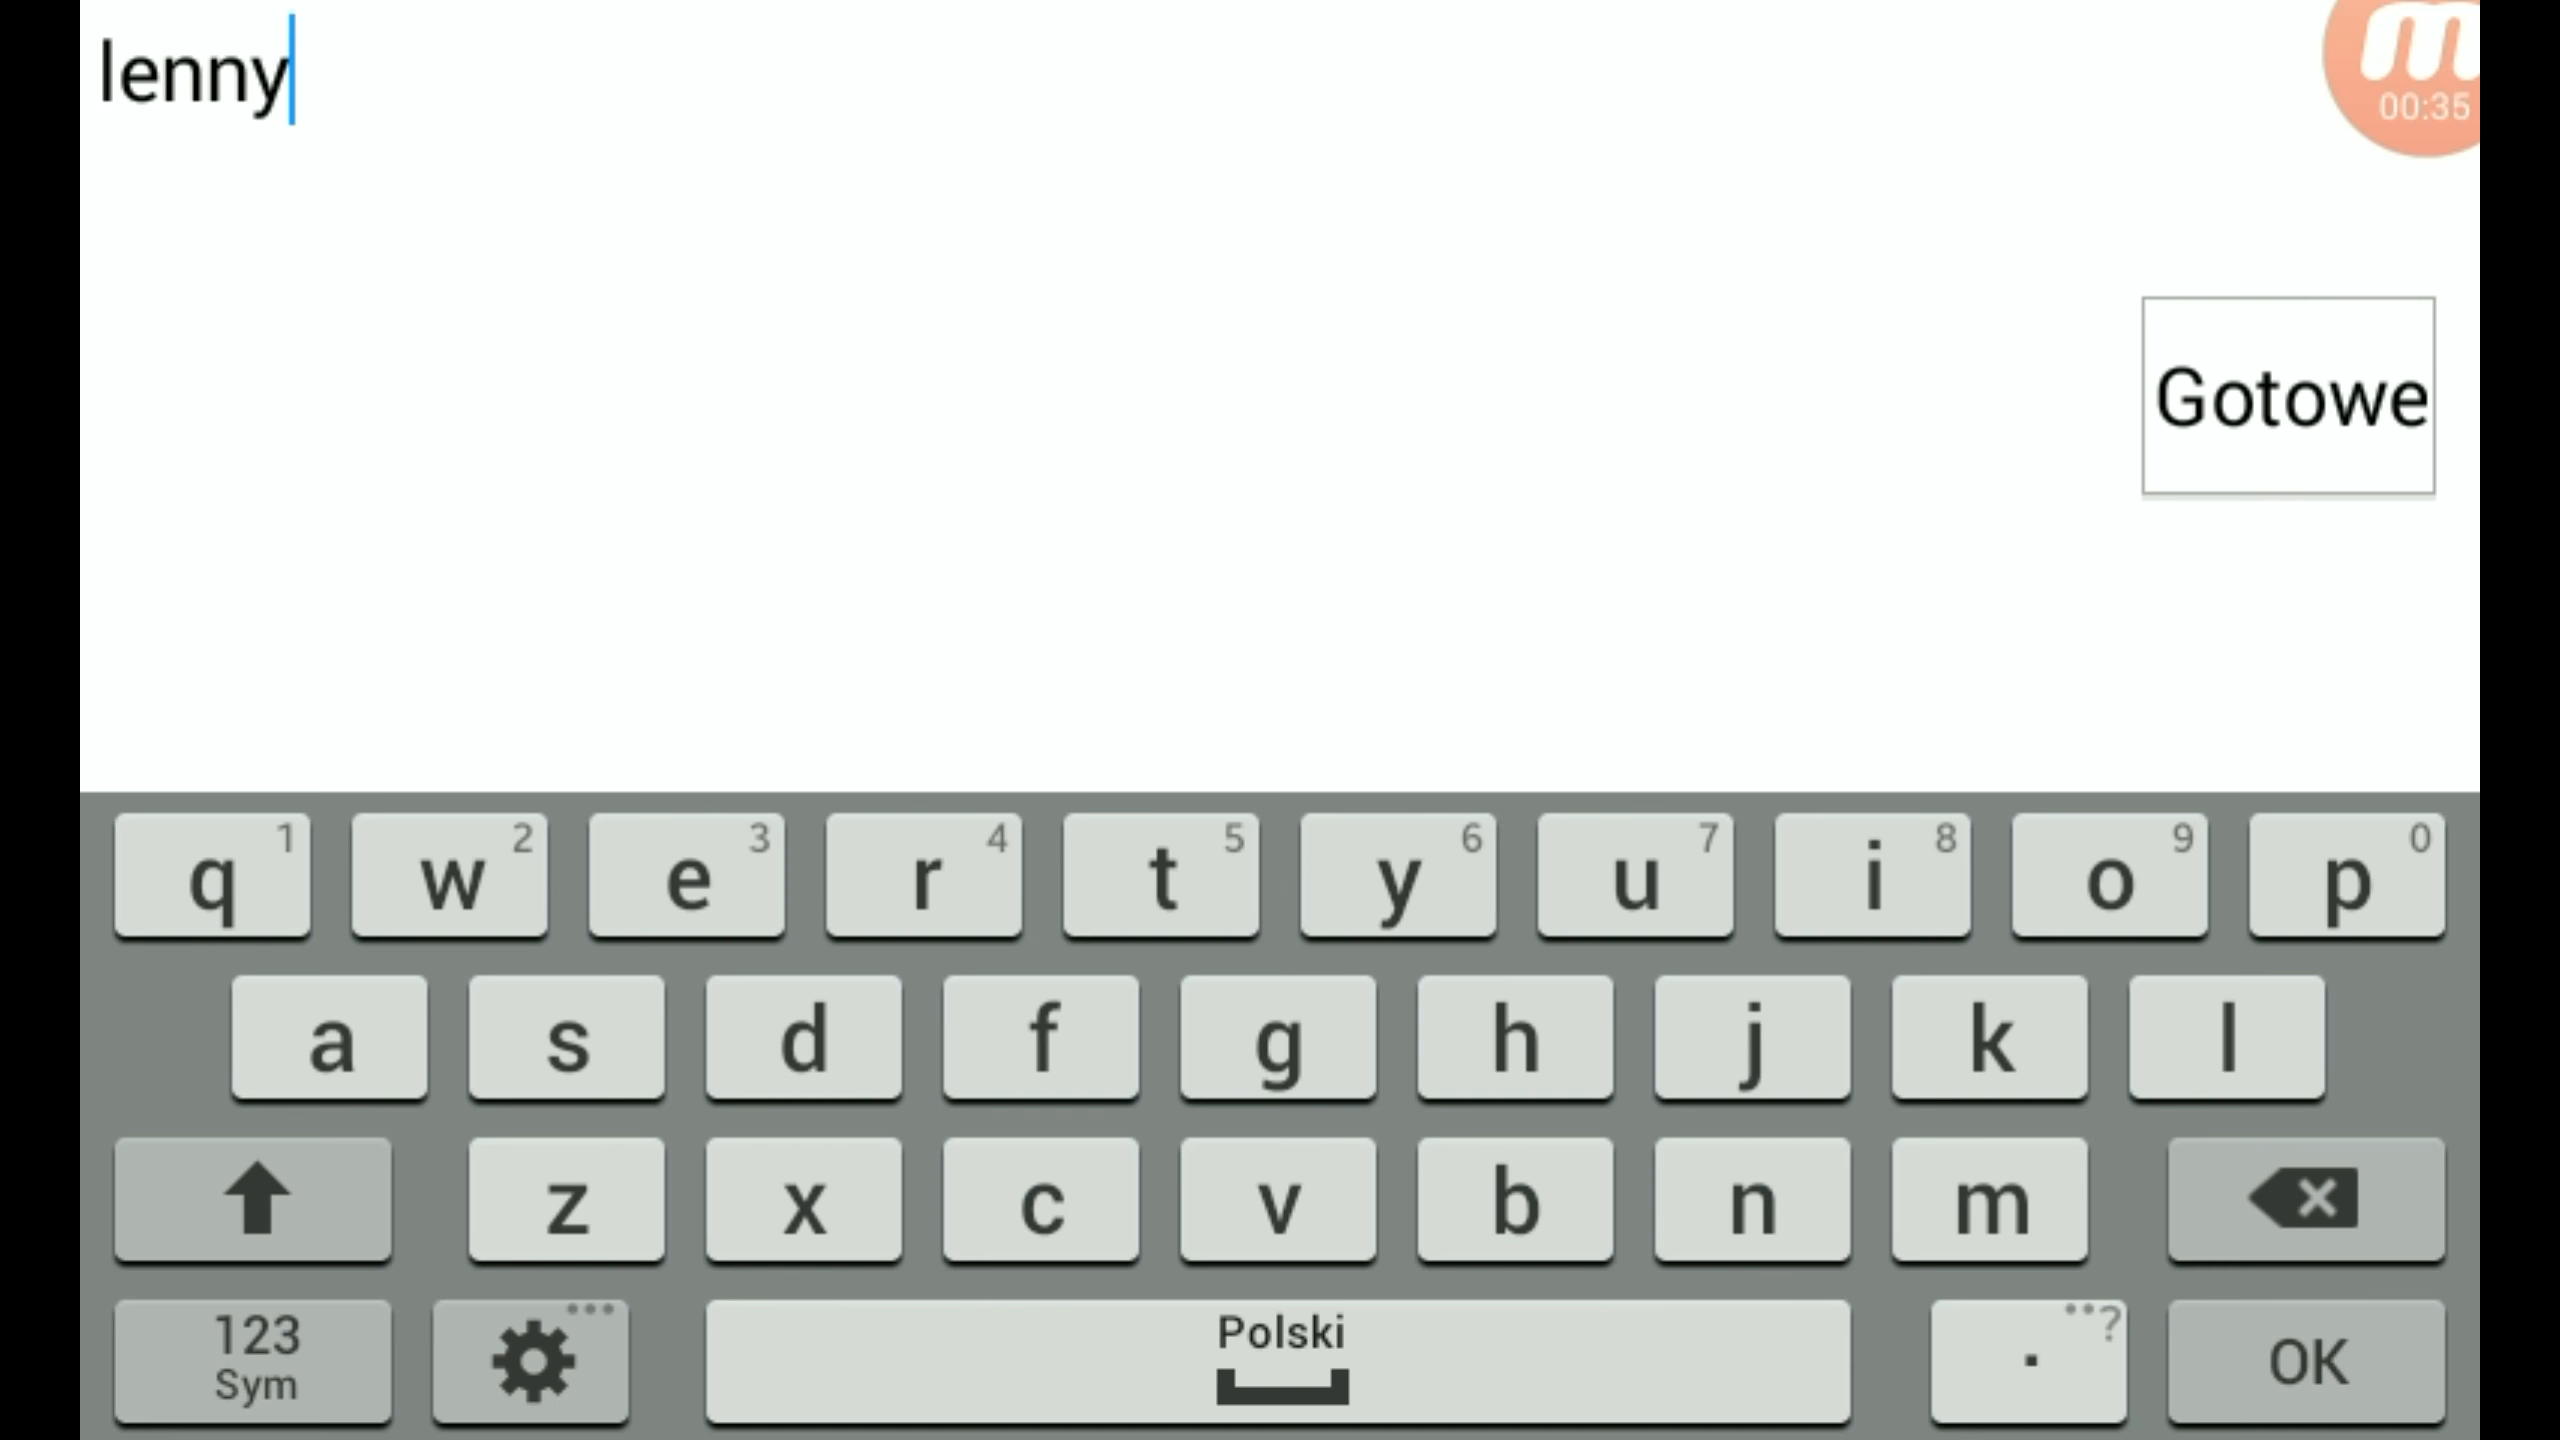 lenny
m
00:35
Gotowe
q 1 w 2 e 3 r 4 t 5 y 6 u 7 i 8 o 9 p 0
a s d f g h j k l
z x c v b n m
123
Sym
Polski
. ?
OK